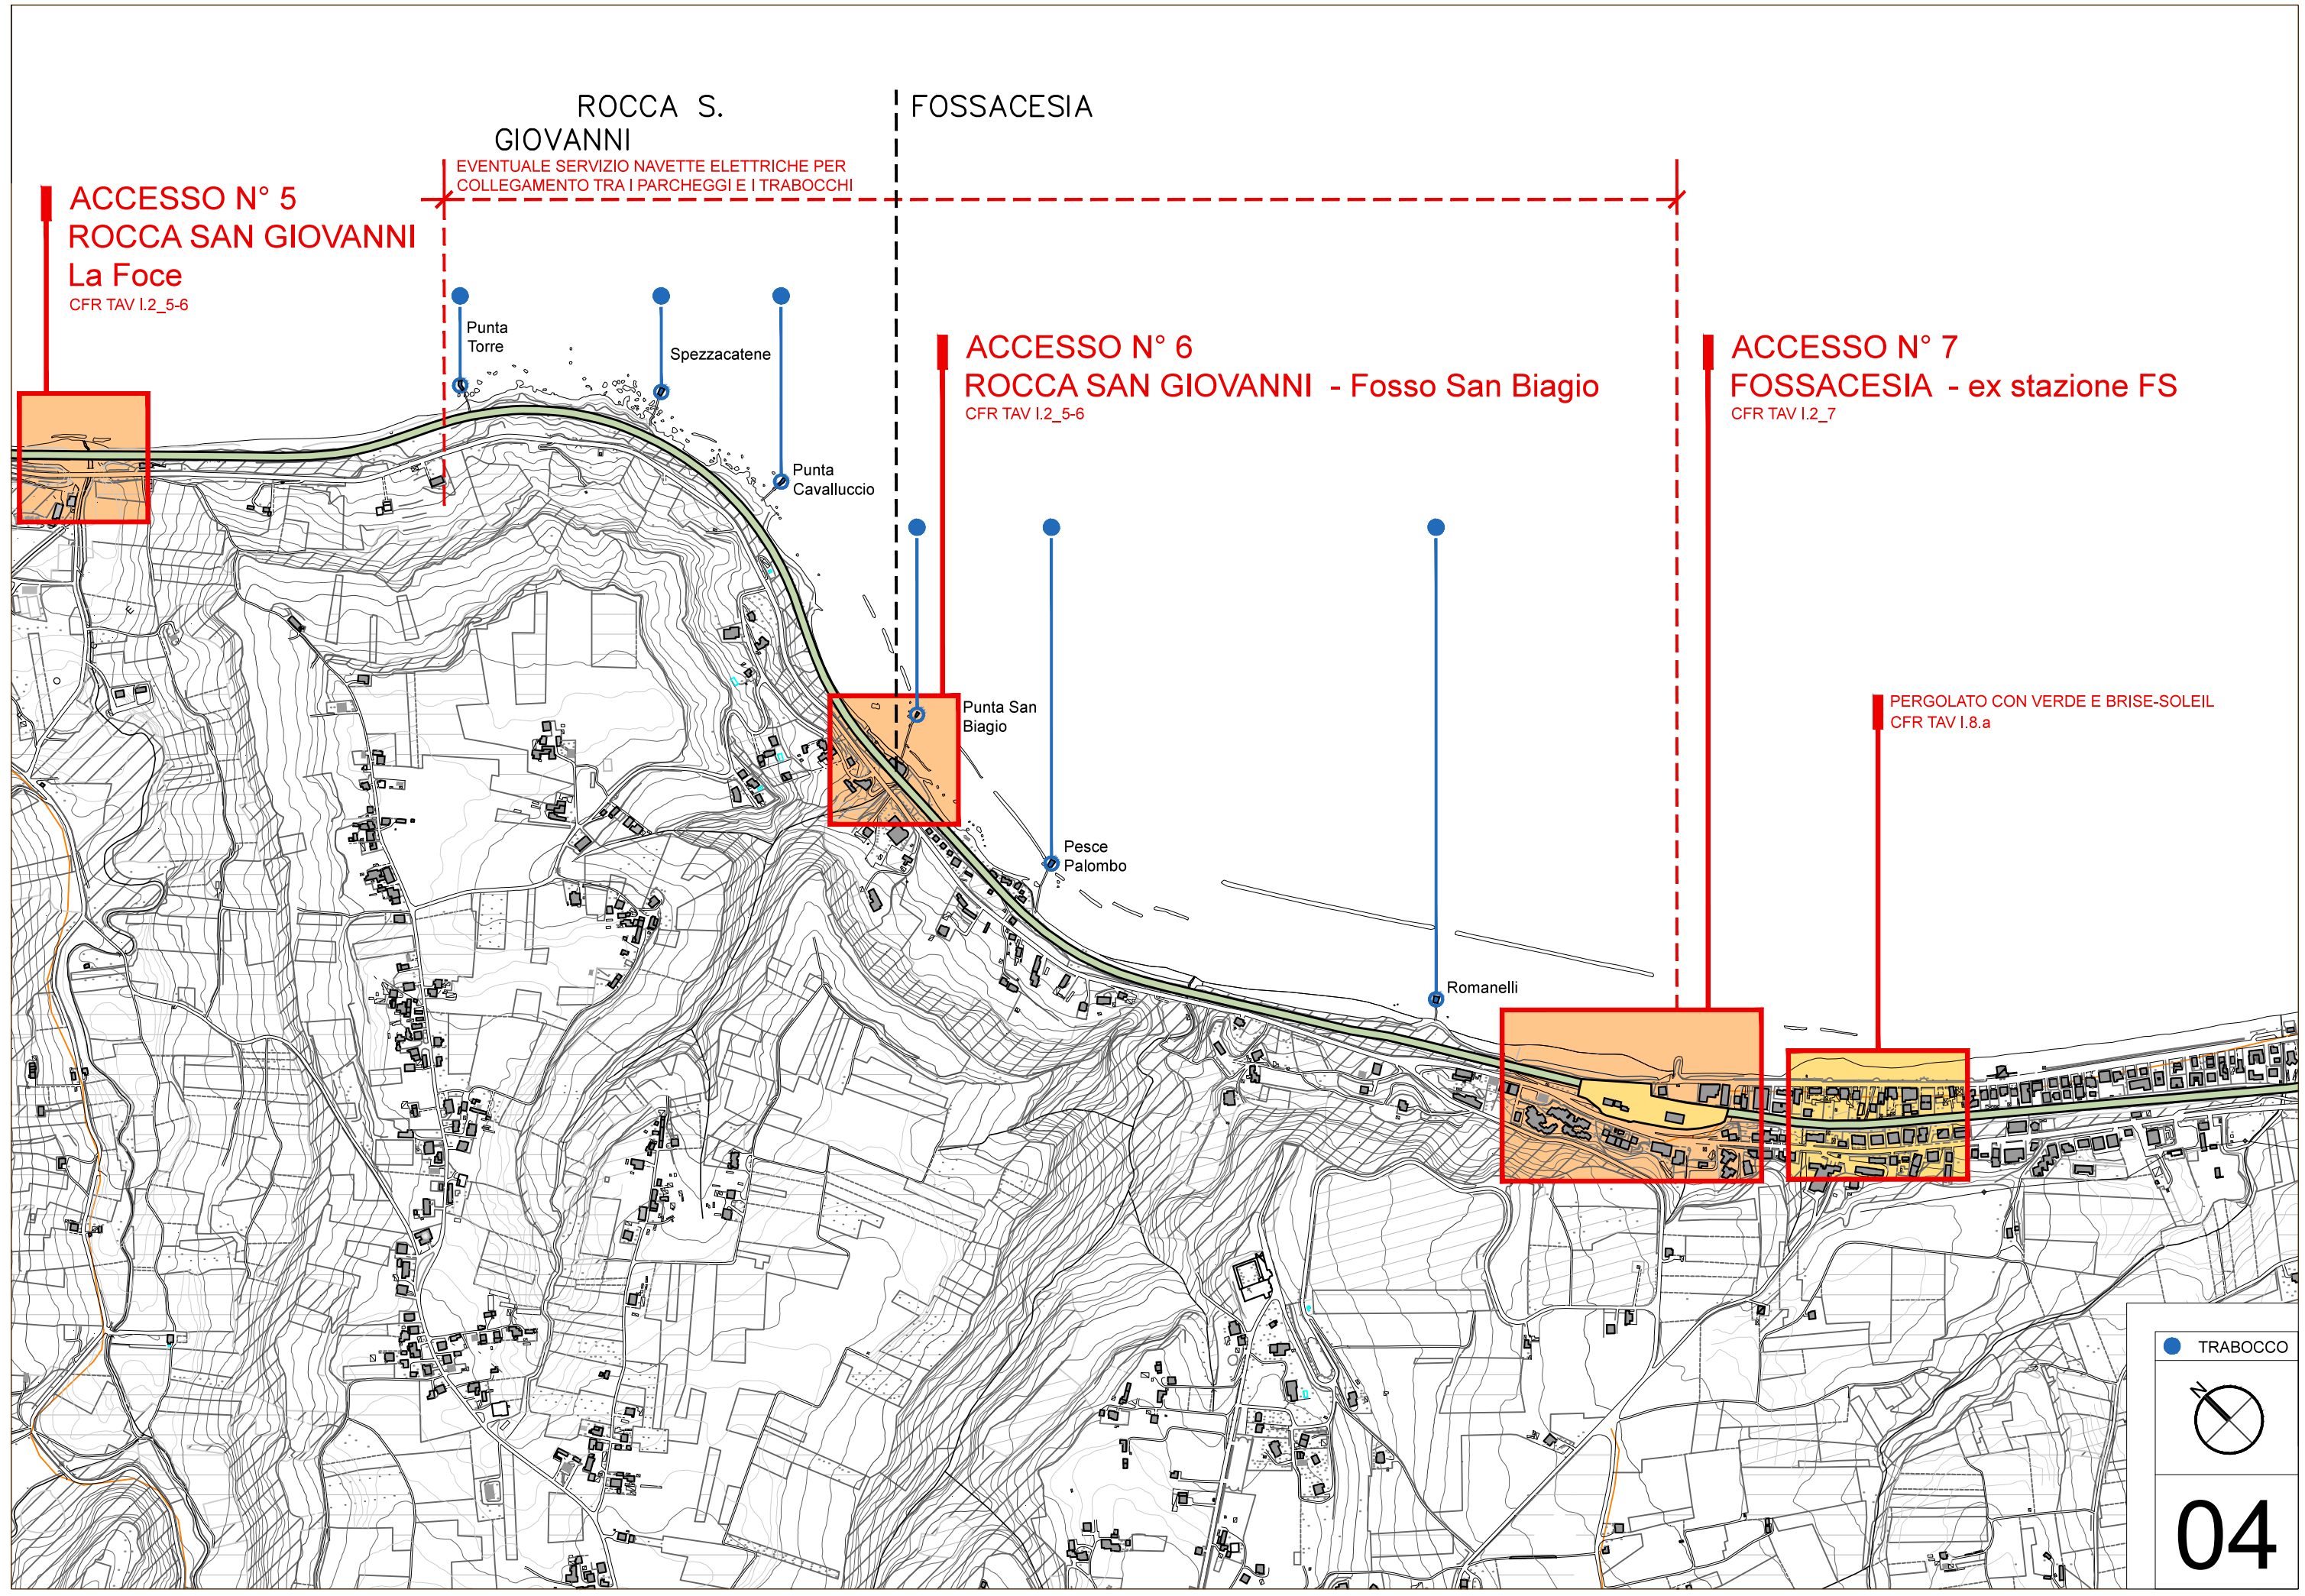 ROCCA S.
GIOVANNI
FOSSACESIA
EVENTUALE SERVIZIO NAVETTE ELETTRICHE PER
COLLEGAMENTO TRA I PARCHEGGI E I TRABOCCHI
ACCESSO N° 5
ROCCA SAN GIOVANNI
La Foce
CFR TAV I.2_5-6
Punta
Torre
Spezzacatene
Punta
Cavalluccio
ACCESSO N° 6
ROCCA SAN GIOVANNI - Fosso San Biagio
CFR TAV I.2_5-6
ACCESSO N° 7
FOSSACESIA - ex stazione FS
CFR TAV I.2_7
Punta San
Biagio
PERGOLATO CON VERDE E BRISE-SOLEIL
CFR TAV I.8.a
Pesce
Palombo
Romanelli
TRABOCCO
N
04